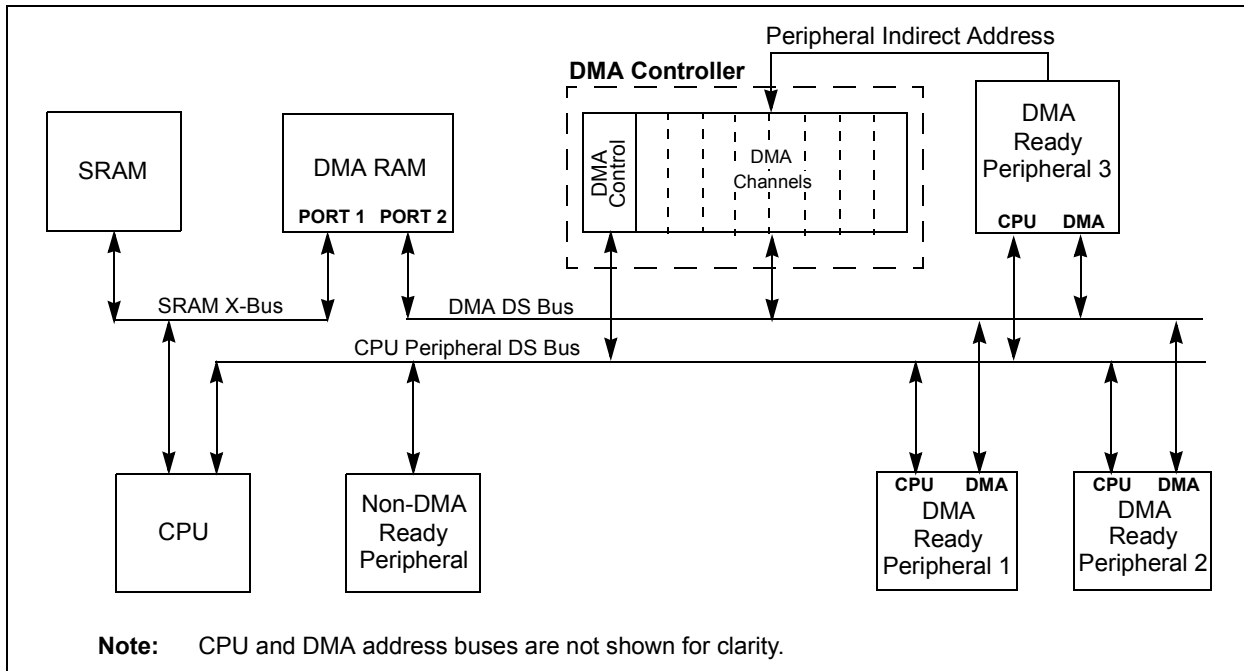 Peripheral Indirect Address
DMA Controller
SRAM
DMA RAM
PORT 1 PORT 2
DMA
Control
DMA
Channels
DMA
Ready
Peripheral 3
CPU DMA
SRAM X-Bus
DMA DS Bus
CPU Peripheral DS Bus
CPU
Non-DMA
Ready
Peripheral
CPU DMA
DMA
Ready
Peripheral 1
CPU DMA
DMA
Ready
Peripheral 2
Note: CPU and DMA address buses are not shown for clarity.